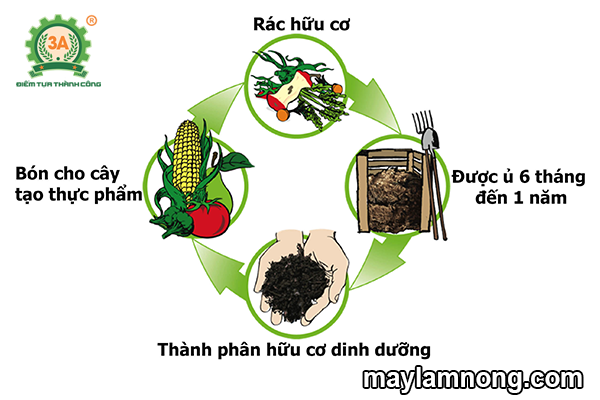 3A
®
ĐIỂM TỰA THÀNH CÔNG
Rác hữu cơ
Được ủ 6 tháng
đến 1 năm
Thành phân hữu cơ dinh dưỡng
Bón cho cây
tạo thực phẩm
maylamnong.com